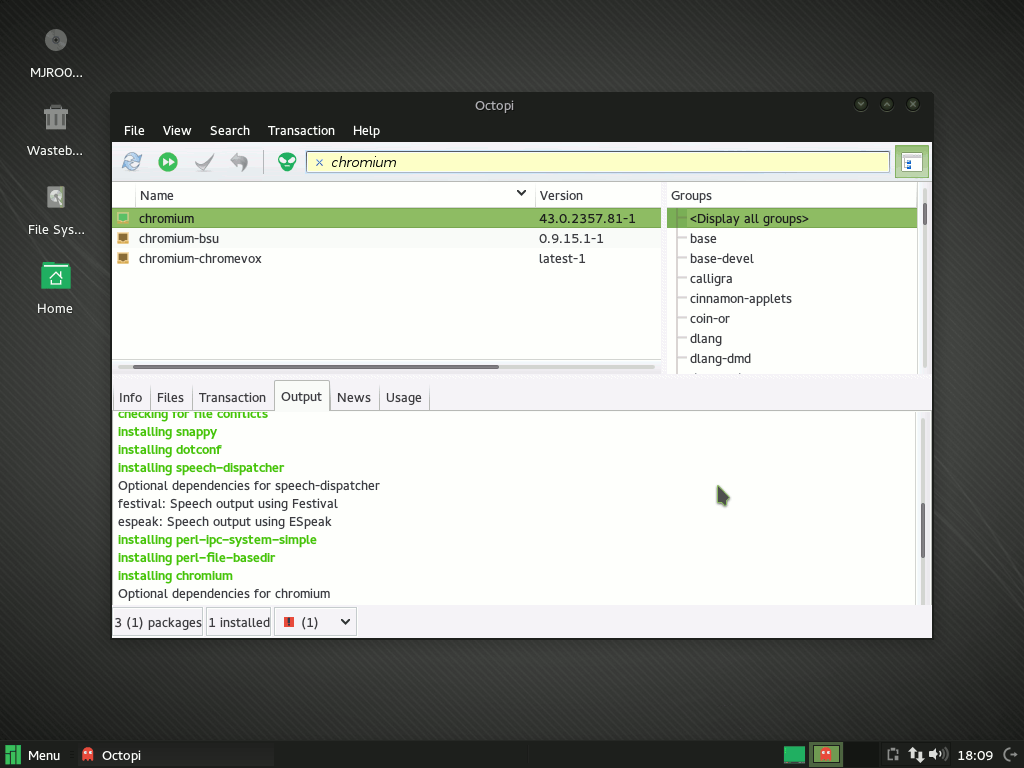 MJRO0...
Wasteb...
File Sys...
Home
Octopi
File View Search Transaction Help
chromium
Name Version
chromium 43.0.2357.81-1
chromium-bsu 0.9.15.1-1
chromium-chromevox latest-1
Groups
<Display all groups>
base
base-devel
calligra
cinnamon-applets
coin-or
dlang
dlang-dmd
Info Files Transaction Output News Usage
checking for file conflicts
installing snappy
installing dotconf
installing speech-dispatcher
Optional dependencies for speech-dispatcher
festival: Speech output using Festival
espeak: Speech output using ESpeak
installing perl-ipc-system-simple
installing perl-file-basedir
installing chromium
Optional dependencies for chromium
3 (1) packages 1 installed (1)
Menu Octopi 18:09